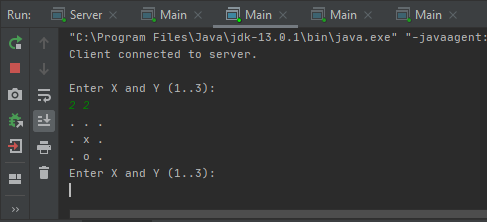 Run: Server Main Main Main Main
"C:\Program Files\Java\jdk-13.0.1\bin\java.exe" "-javaagent:
Client connected to server.
Enter X and Y (1..3):
2 2
. . .
. x .
. o .
Enter X and Y (1..3):